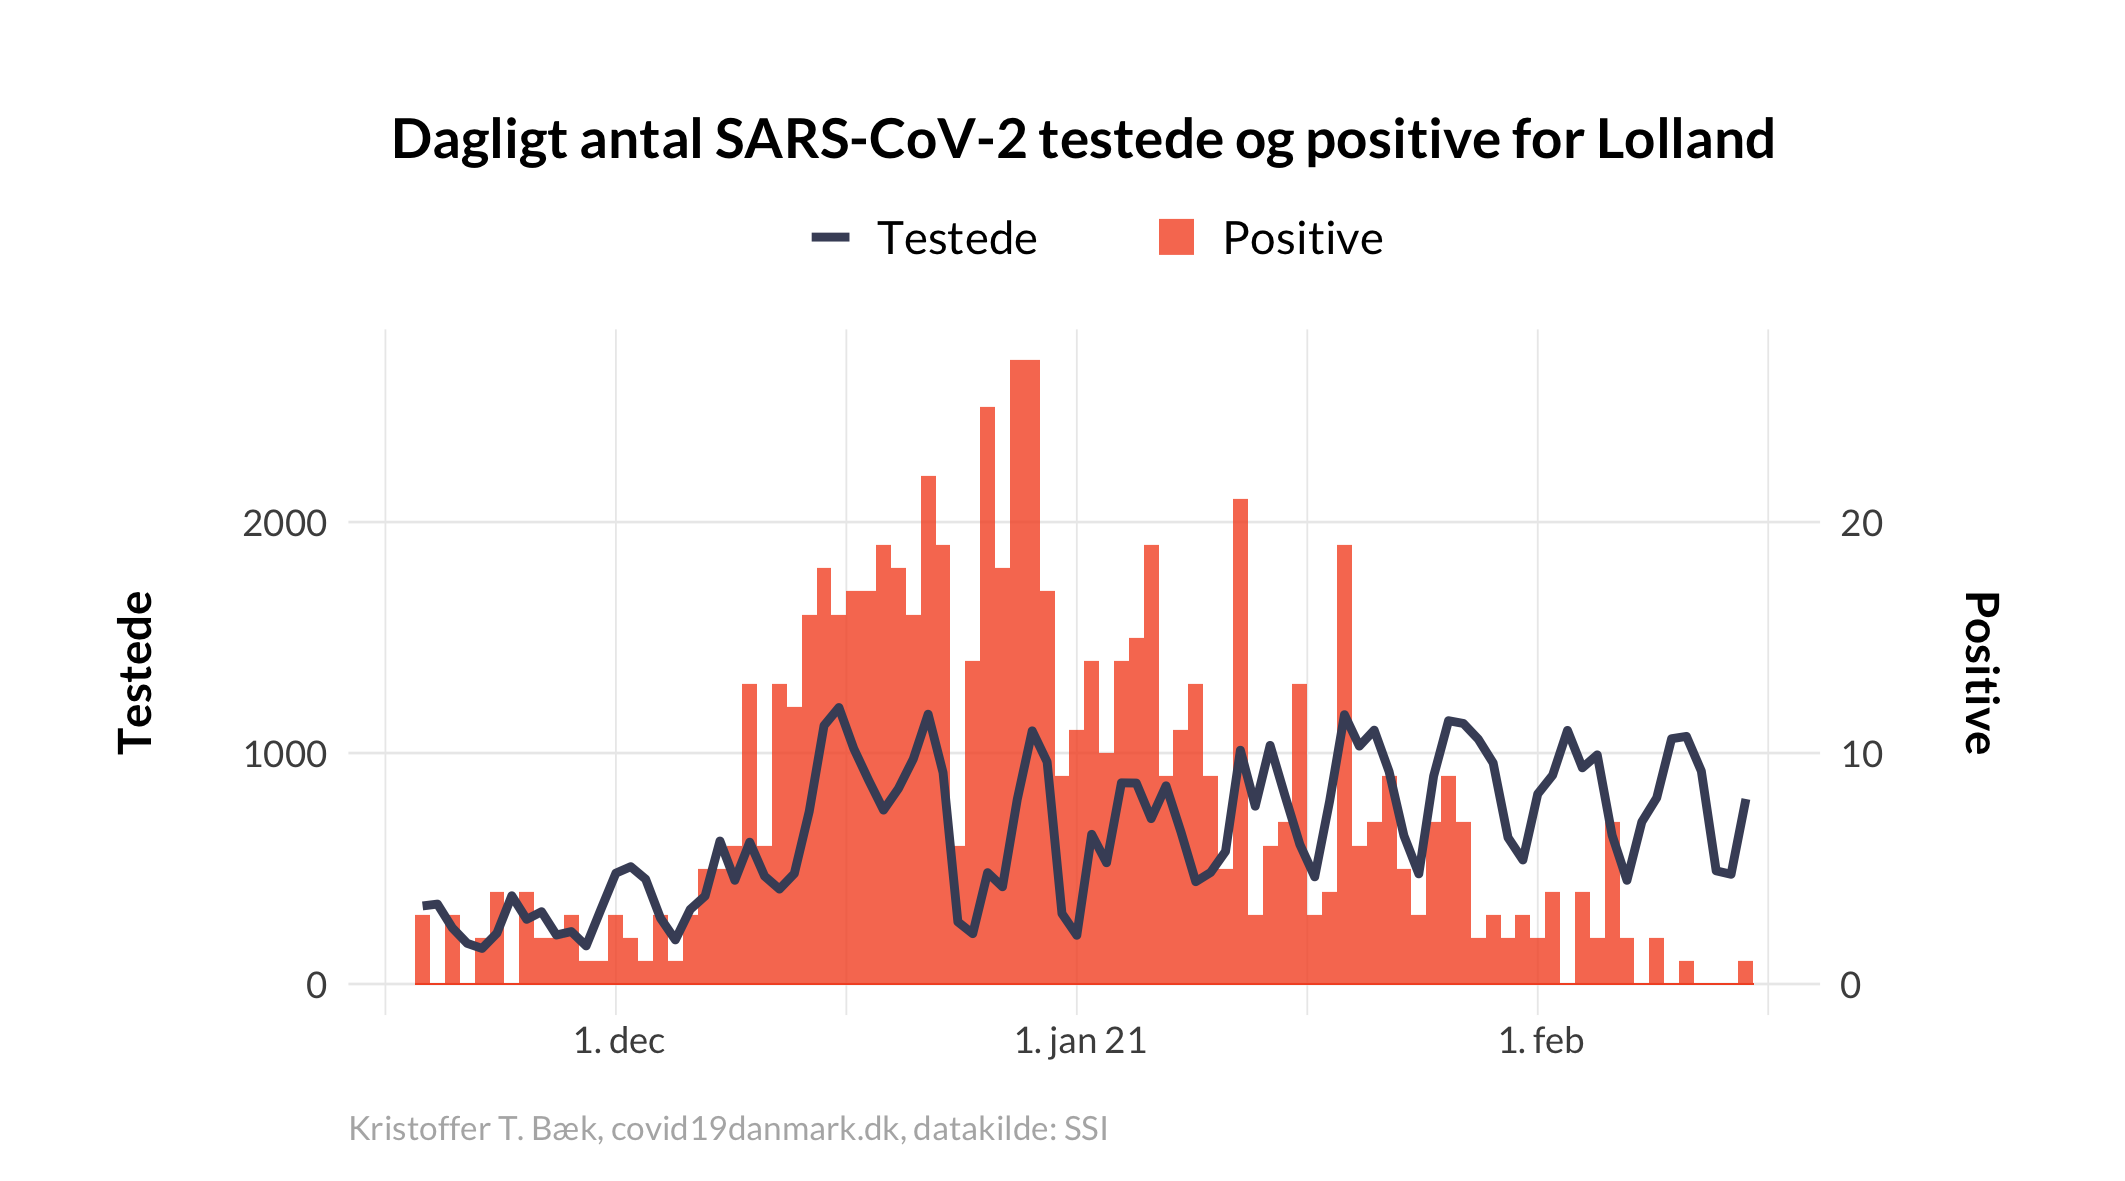 Dagligt antal SARS-CoV-2 testede og positive for Lolland
Testede
Positive
2000
1000
0
Testede
20
10
0
Positive
1. dec
1. jan 21
1. feb
Kristoffer T. Bæk, covid19danmark.dk, datakilde: SSI